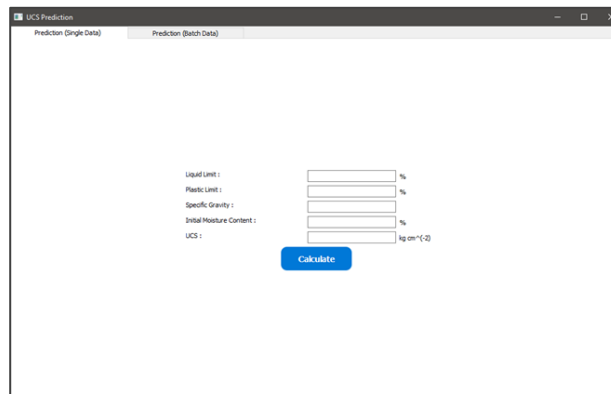 UCS Prediction
Prediction (Single Data) Prediction (Batch Data)
Liquid Limit : %
Plastic Limit : %
Specific Gravity :
Initial Moisture Content : %
UCS : kg cm^(-2)
Calculate